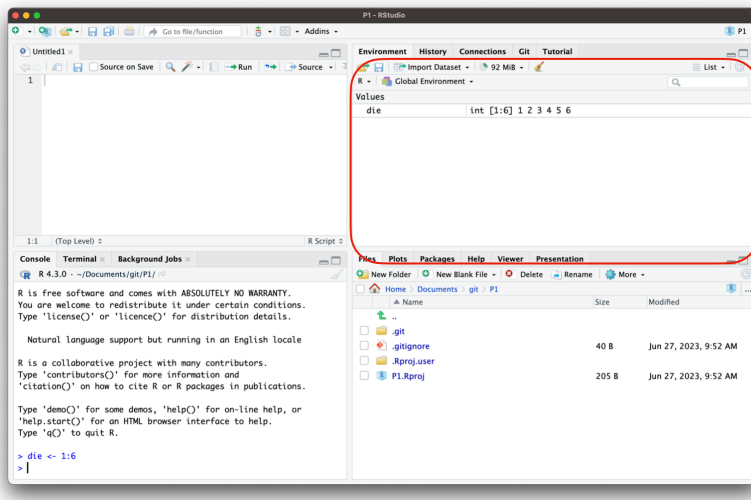 P1 - RStudio
Go to file/function
Addins
P1
Untitled1
Source on Save
Run
Source
1
1:1
(Top Level)
R Script
Environment History Connections Git Tutorial
Import Dataset
92 MiB
List
R
Global Environment
Values
die int [1:6] 1 2 3 4 5 6
Console Terminal Background Jobs
R 4.3.0 · ~/Documents/git/P1/
R is free software and comes with ABSOLUTELY NO WARRANTY.
You are welcome to redistribute it under certain conditions.
Type 'license()' or 'licence()' for distribution details.
Natural language support but running in an English locale
R is a collaborative project with many contributors.
Type 'contributors()' for more information and
'citation()' on how to cite R or R packages in publications.
Type 'demo()' for some demos, 'help()' for on-line help, or
'help.start()' for an HTML browser interface to help.
Type 'q()' to quit R.
> die <- 1:6
>
Files Plots Packages Help Viewer Presentation
New Folder New Blank File Delete Rename More
Home Documents git P1
...
Name Size Modified
..
.git
.gitignore 40 B Jun 27, 2023, 9:52 AM
.Rproj.user
P1.Rproj 205 B Jun 27, 2023, 9:52 AM